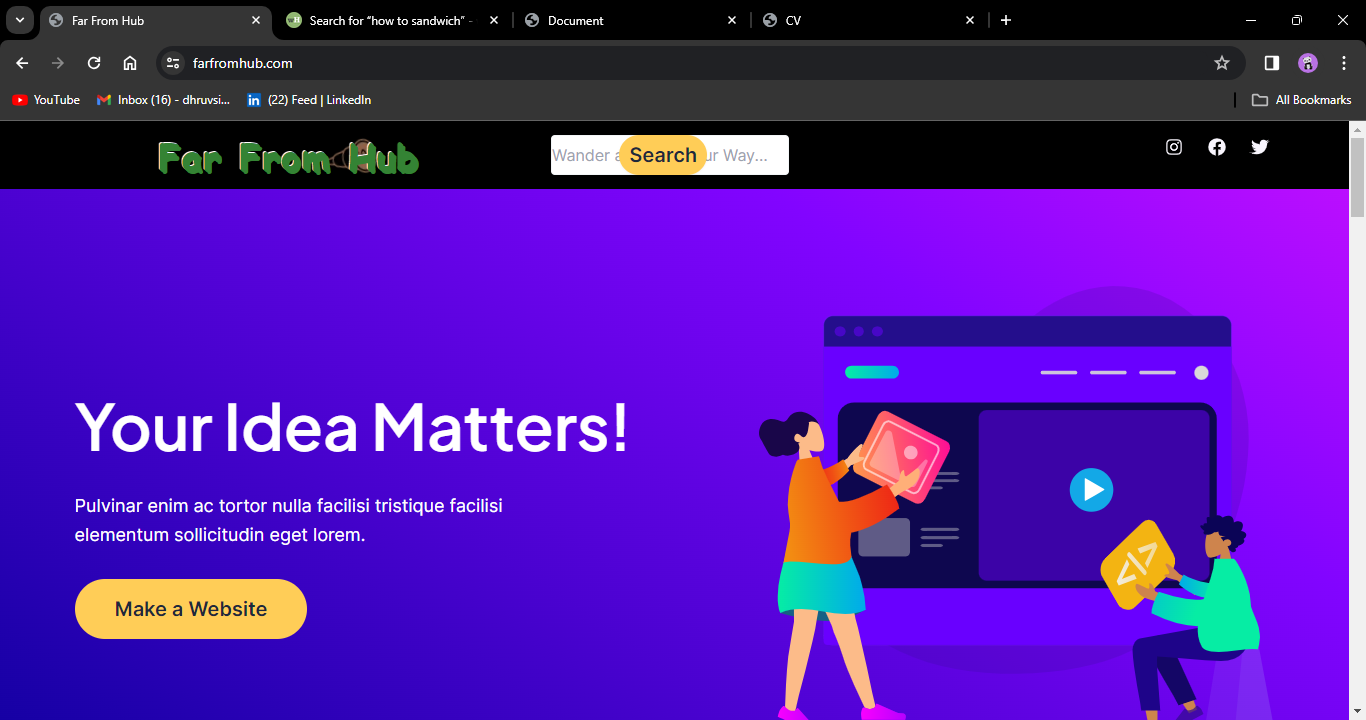 Far From Hub
Search for “how to sandwich” -
Document
CV
farfromhub.com
YouTube
Inbox (16) - dhruvsi...
in
(22) Feed | LinkedIn
All Bookmarks
Far From Hub
Wander a Search ur Way...
Your Idea Matters!
Pulvinar enim ac tortor nulla facilisi tristique facilisi
elementum sollicitudin eget lorem.
Make a Website